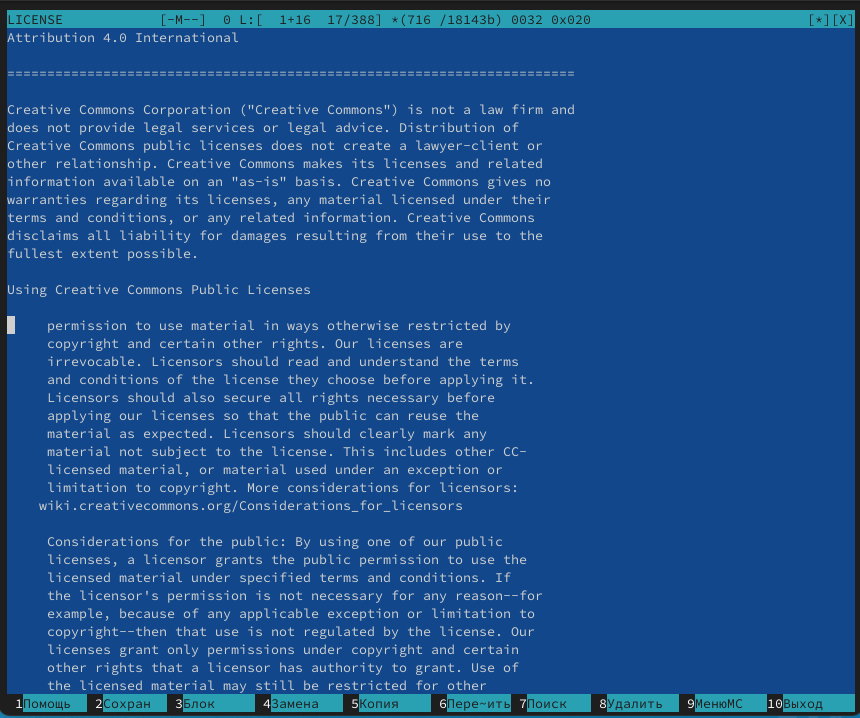 LICENSE [-M--] 0 L:[ 1+16 17/388] *(716 /18143b) 0032 0x020 [*][X]
Attribution 4.0 International
=======================================================================
Creative Commons Corporation ("Creative Commons") is not a law firm and
does not provide legal services or legal advice. Distribution of
Creative Commons public licenses does not create a lawyer-client or
other relationship. Creative Commons makes its licenses and related
information available on an "as-is" basis. Creative Commons gives no
warranties regarding its licenses, any material licensed under their
terms and conditions, or any related information. Creative Commons
disclaims all liability for damages resulting from their use to the
fullest extent possible.
Using Creative Commons Public Licenses
permission to use material in ways otherwise restricted by
copyright and certain other rights. Our licenses are
irrevocable. Licensors should read and understand the terms
and conditions of the license they choose before applying it.
Licensors should also secure all rights necessary before
applying our licenses so that the public can reuse the
material as expected. Licensors should clearly mark any
material not subject to the license. This includes other CC-
licensed material, or material used under an exception or
limitation to copyright. More considerations for licensors:
wiki.creativecommons.org/Considerations_for_licensors
Considerations for the public: By using one of our public
licenses, a licensor grants the public permission to use the
licensed material under specified terms and conditions. If
the licensor's permission is not necessary for any reason--for
example, because of any applicable exception or limitation to
copyright--then that use is not regulated by the license. Our
licenses grant only permissions under copyright and certain
other rights that a licensor has authority to grant. Use of
the licensed material may still be restricted for other
1Помощь 2Сохран 3Блок 4Замена 5Копия 6Пере~ить 7Поиск 8Удалить 9МенюMC 10Выход